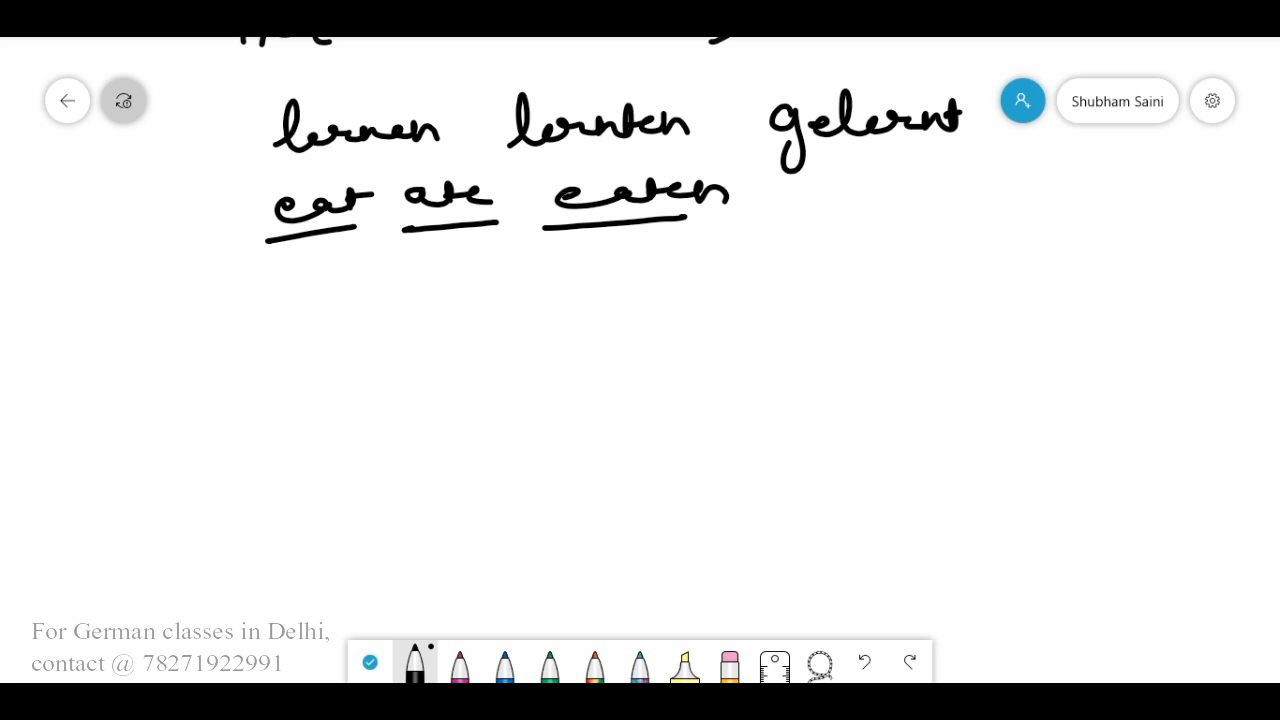 lernen lernten gelernt
Shubham Saini
eat ate eaten
For German classes in Delhi,
contact @ 78271922991